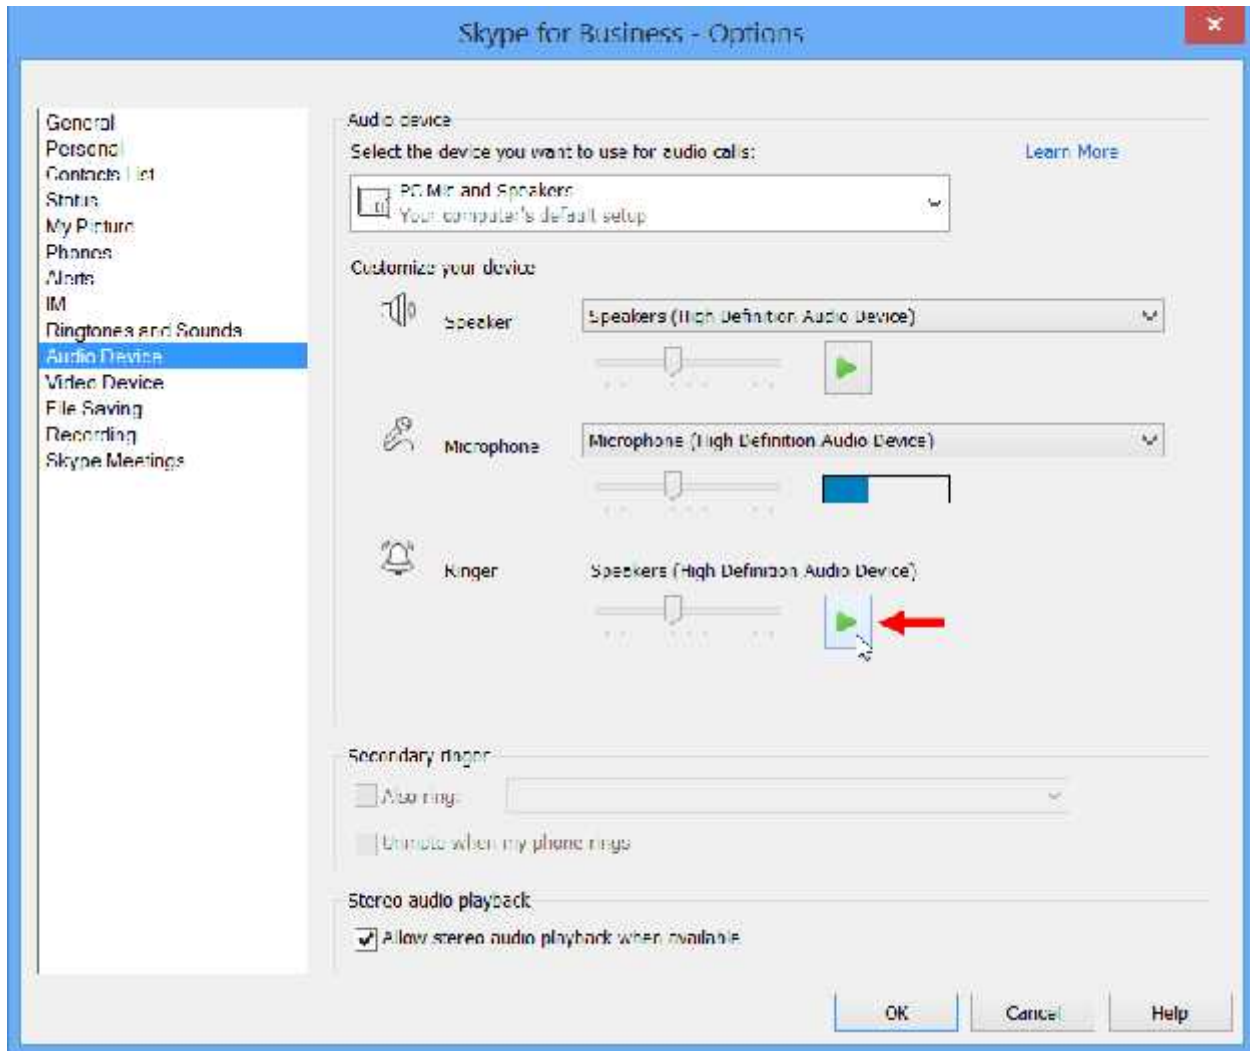 Skype for Business - Options
General
Personal
Contacts List
Status
My Picture
Phones
Alerts
IM
Ringtones and Sounds
Audio Device
Video Device
File Saving
Recording
Skype Meetings
Audio device
Select the device you want to use for audio calls:
Learn More
PC Mic and Speakers
Your computer's default setup
Customize your device
Speaker
Speakers (High Definition Audio Device)
Microphone
Microphone (High Definition Audio Device)
Ringer
Speakers (High Definition Audio Device)
Secondary ringer
Also ring:
Unmute when my phone rings
Stereo audio playback
Allow stereo audio playback when available
OK
Cancel
Help